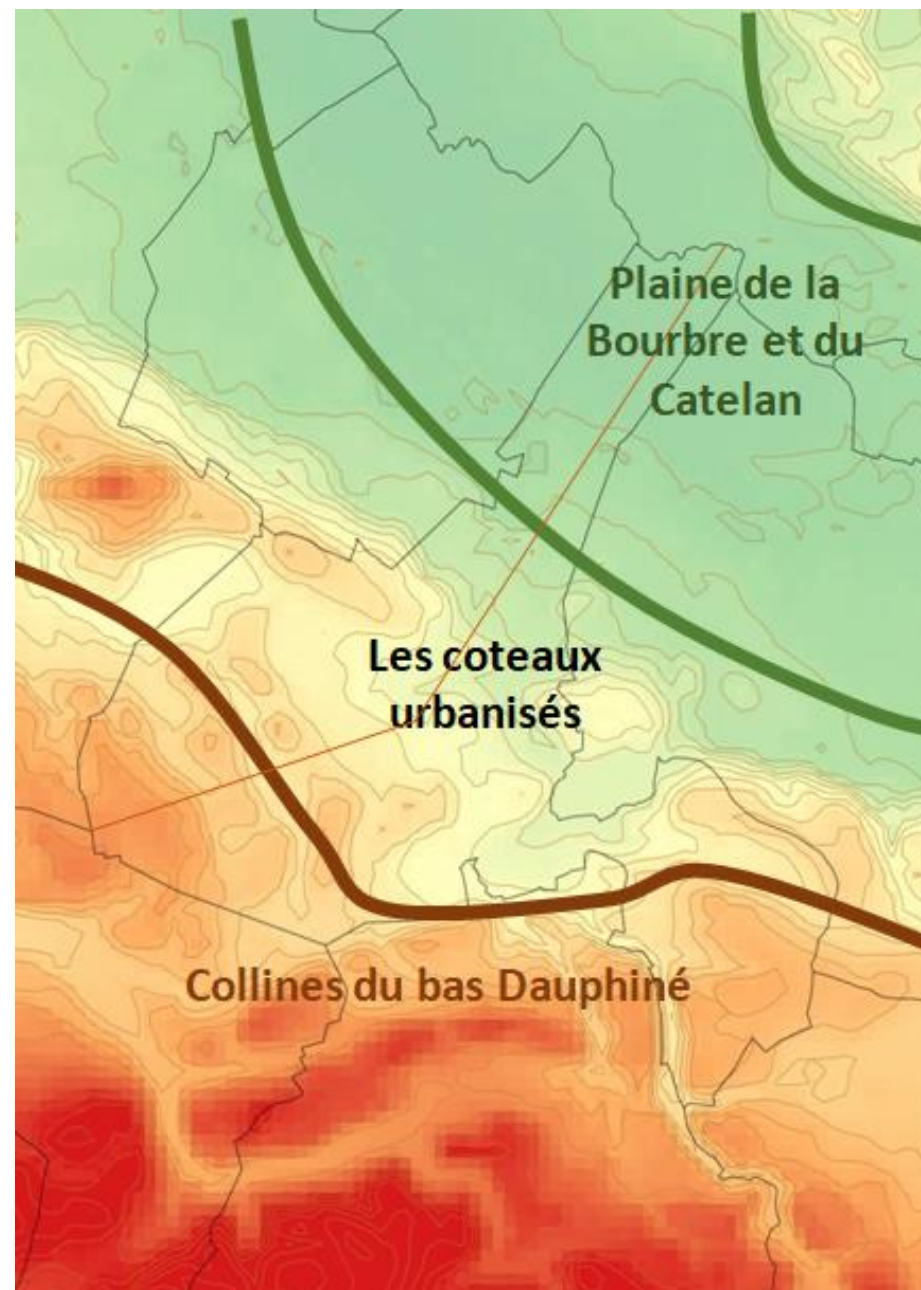 Plaine de la
Bourbre et du
Catelan
Les coteaux
urbanisés
Collines du bas Dauphiné